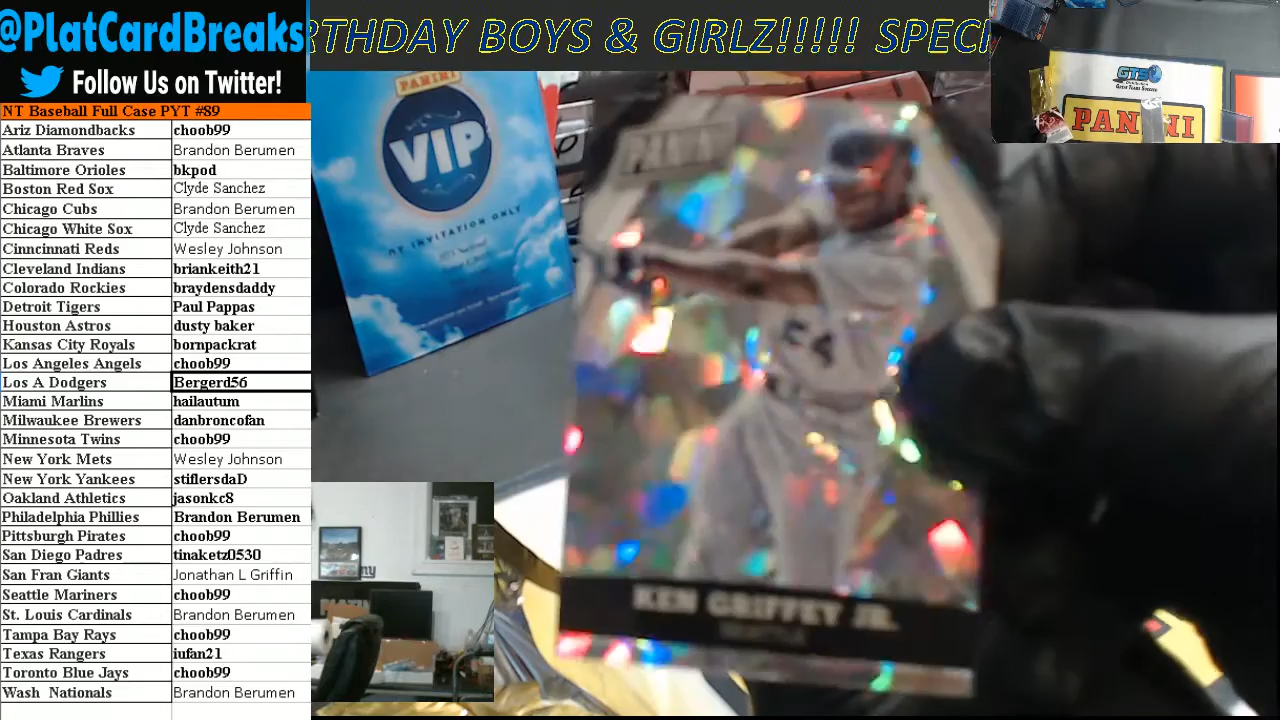 @PlatCardBreaks
Follow Us on Twitter!
RTHDAY BOYS & GIRLZ!!!!! SPECI
NT Baseball Full Case PYT #89
Ariz Diamondbacks choob99
Atlanta Braves Brandon Berumen
Baltimore Orioles bkpod
Boston Red Sox Clyde Sanchez
Chicago Cubs Brandon Berumen
Chicago White Sox Clyde Sanchez
Cinncinnati Reds Wesley Johnson
Cleveland Indians briankeith21
Colorado Rockies braydensdaddy
Detroit Tigers Paul Pappas
Houston Astros dusty baker
Kansas City Royals bornpackrat
Los Angeles Angels choob99
Los A Dodgers Bergerd56
Miami Marlins hailautum
Milwaukee Brewers danbroncofan
Minnesota Twins choob99
New York Mets Wesley Johnson
New York Yankees stiflersdaD
Oakland Athletics jasonkc8
Philadelphia Phillies Brandon Berumen
Pittsburgh Pirates choob99
San Diego Padres tinaketz0530
San Fran Giants Jonathan L Griffin
Seattle Mariners choob99
St. Louis Cardinals Brandon Berumen
Tampa Bay Rays choob99
Texas Rangers iufan21
Toronto Blue Jays choob99
Wash Nationals Brandon Berumen
PANINI
VIP
INVITATION ONLY
GTS
PANINI
PANINI
24
KEN GRIFFEY JR.
SEATTLE